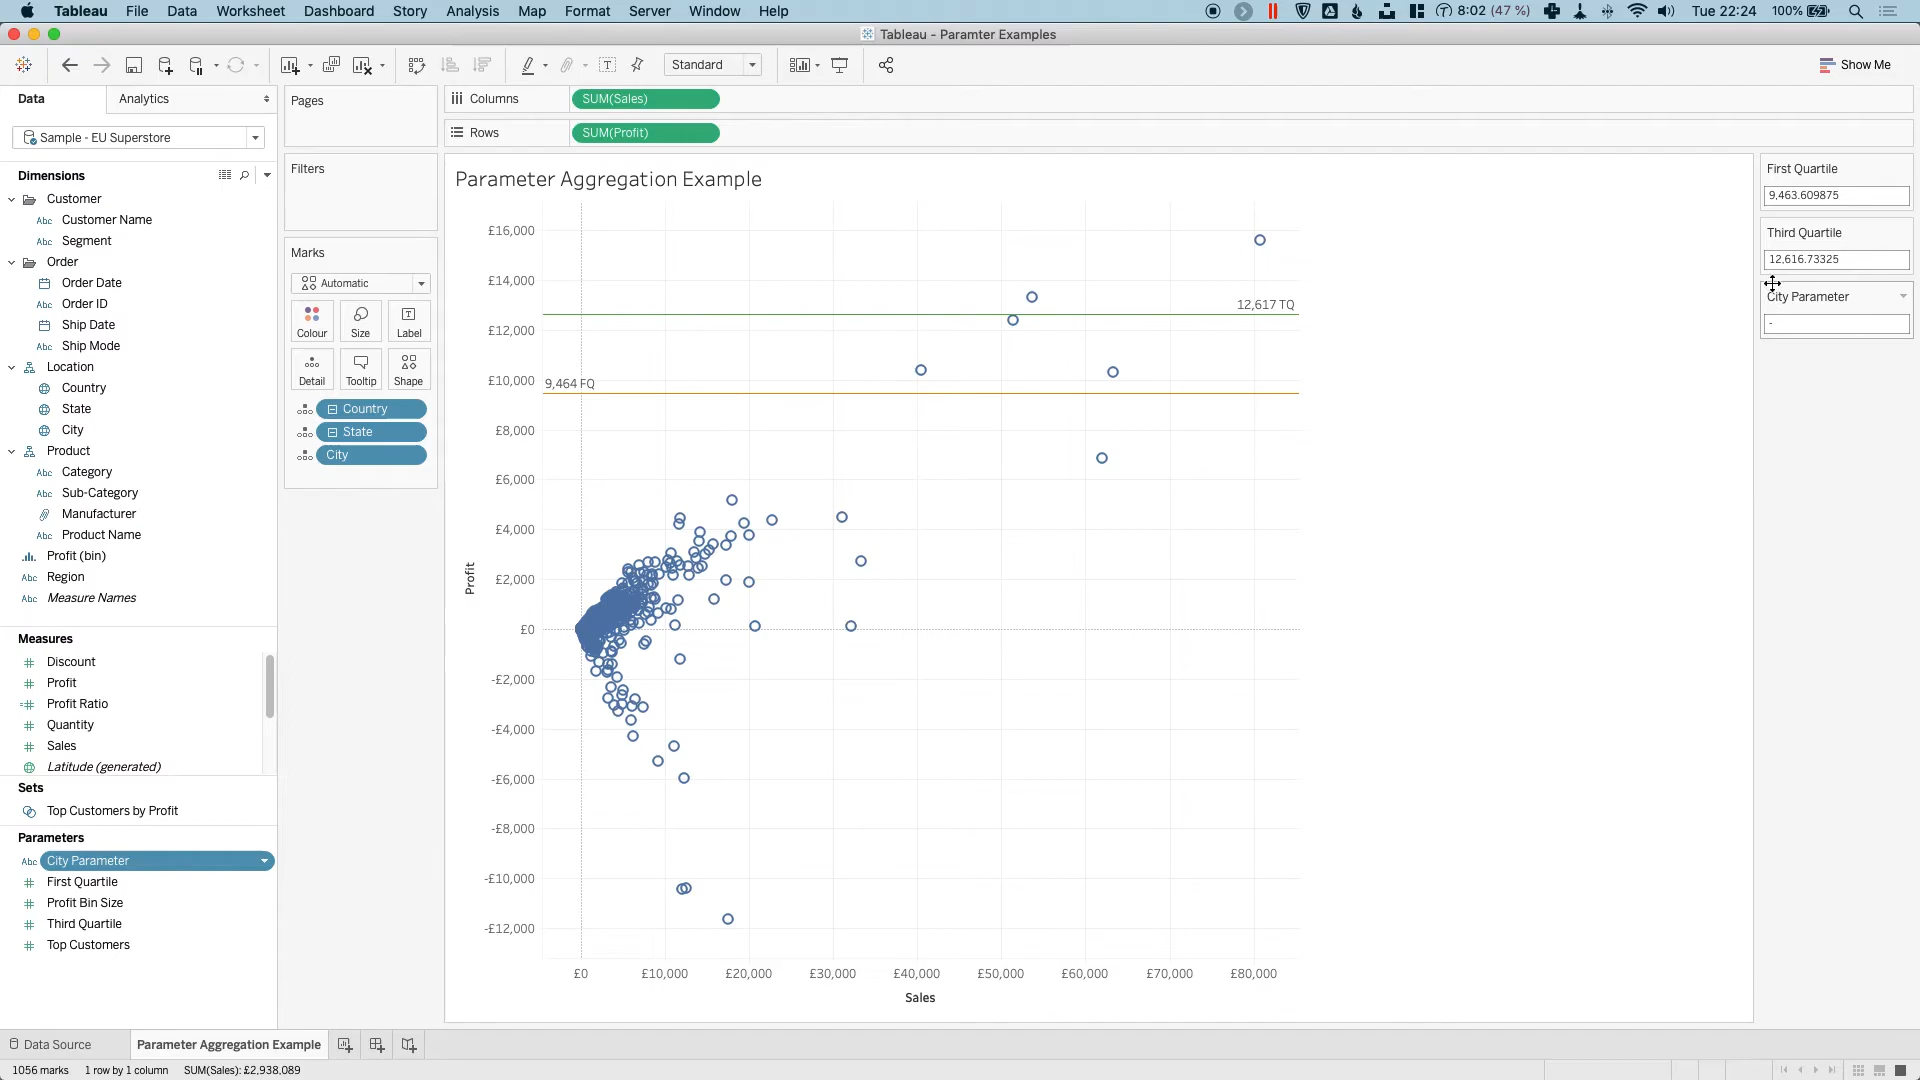 Tableau File Data Worksheet Dashboard Story Analysis Map Format Server Window Help 8:02 (47 %) Tue 22:24 100%
Tableau - Paramter Examples
Standard Show Me
Data Analytics
Pages
Columns SUM(Sales)
Sample - EU Superstore
Rows SUM(Profit)
Filters
Dimensions
Customer
Abc Customer Name
Abc Segment
Order
Order Date
Abc Order ID
Ship Date
Abc Ship Mode
Location
Country
State
City
Product
Abc Category
Abc Sub-Category
Manufacturer
Abc Product Name
Profit (bin)
Abc Region
Abc Measure Names
Measures
# Discount
# Profit
=# Profit Ratio
# Quantity
# Sales
Latitude (generated)
Sets
Top Customers by Profit
Parameters
Abc City Parameter
# First Quartile
# Profit Bin Size
# Third Quartile
# Top Customers
Marks
Automatic
Colour Size Label
Detail Tooltip Shape
Country
State
City
Parameter Aggregation Example
£16,000
£14,000
12,617 TQ
£12,000
£10,000
9,464 FQ
£8,000
£6,000
£4,000
£2,000
£0
-£2,000
-£4,000
-£6,000
-£8,000
-£10,000
-£12,000
Profit
£0 £10,000 £20,000 £30,000 £40,000 £50,000 £60,000 £70,000 £80,000
Sales
First Quartile
9,463.609875
Third Quartile
12,616.73325
City Parameter
-
Data Source Parameter Aggregation Example
1056 marks 1 row by 1 column SUM(Sales): £2,938,089